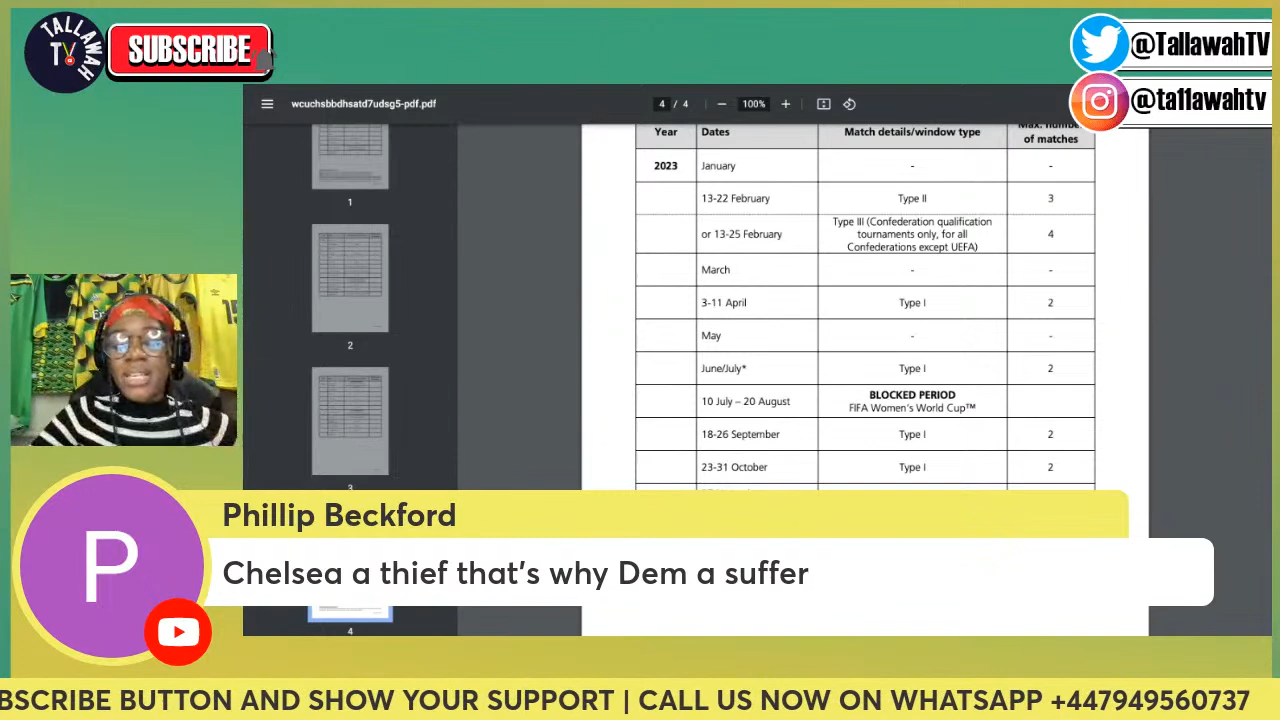 TALLAWAH
TV
SUBSCRIBE
@TallawahTV
@ta11awahtv
wcuchsbbdhsatd7udsg5-pdf.pdf
4 / 4
100%
Year Dates Match details/window type Max. number of matches
2023 January - -
13-22 February Type II 3
or 13-25 February Type III (Confederation qualification
tournaments only, for all
Confederations except UEFA) 4
March - -
3-11 April Type I 2
May - -
June/July* Type I 2
10 July – 20 August BLOCKED PERIOD
FIFA Women's World Cup™
18-26 September Type I 2
23-31 October Type I 2
1
2
3
4
P
Phillip Beckford
Chelsea a thief that's why Dem a suffer
BSCRIBE BUTTON AND SHOW YOUR SUPPORT | CALL US NOW ON WHATSAPP +447949560737